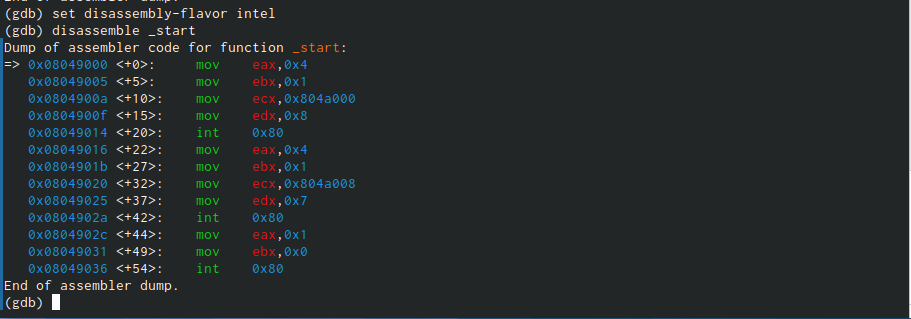 End of assembler dump.
(gdb) set disassembly-flavor intel
(gdb) disassemble _start
Dump of assembler code for function _start:
=> 0x08049000 <+0>:     mov    eax,0x4
   0x08049005 <+5>:     mov    ebx,0x1
   0x0804900a <+10>:    mov    ecx,0x804a000
   0x0804900f <+15>:    mov    edx,0x8
   0x08049014 <+20>:    int    0x80
   0x08049016 <+22>:    mov    eax,0x4
   0x0804901b <+27>:    mov    ebx,0x1
   0x08049020 <+32>:    mov    ecx,0x804a008
   0x08049025 <+37>:    mov    edx,0x7
   0x0804902a <+42>:    int    0x80
   0x0804902c <+44>:    mov    eax,0x1
   0x08049031 <+49>:    mov    ebx,0x0
   0x08049036 <+54>:    int    0x80
End of assembler dump.
(gdb)